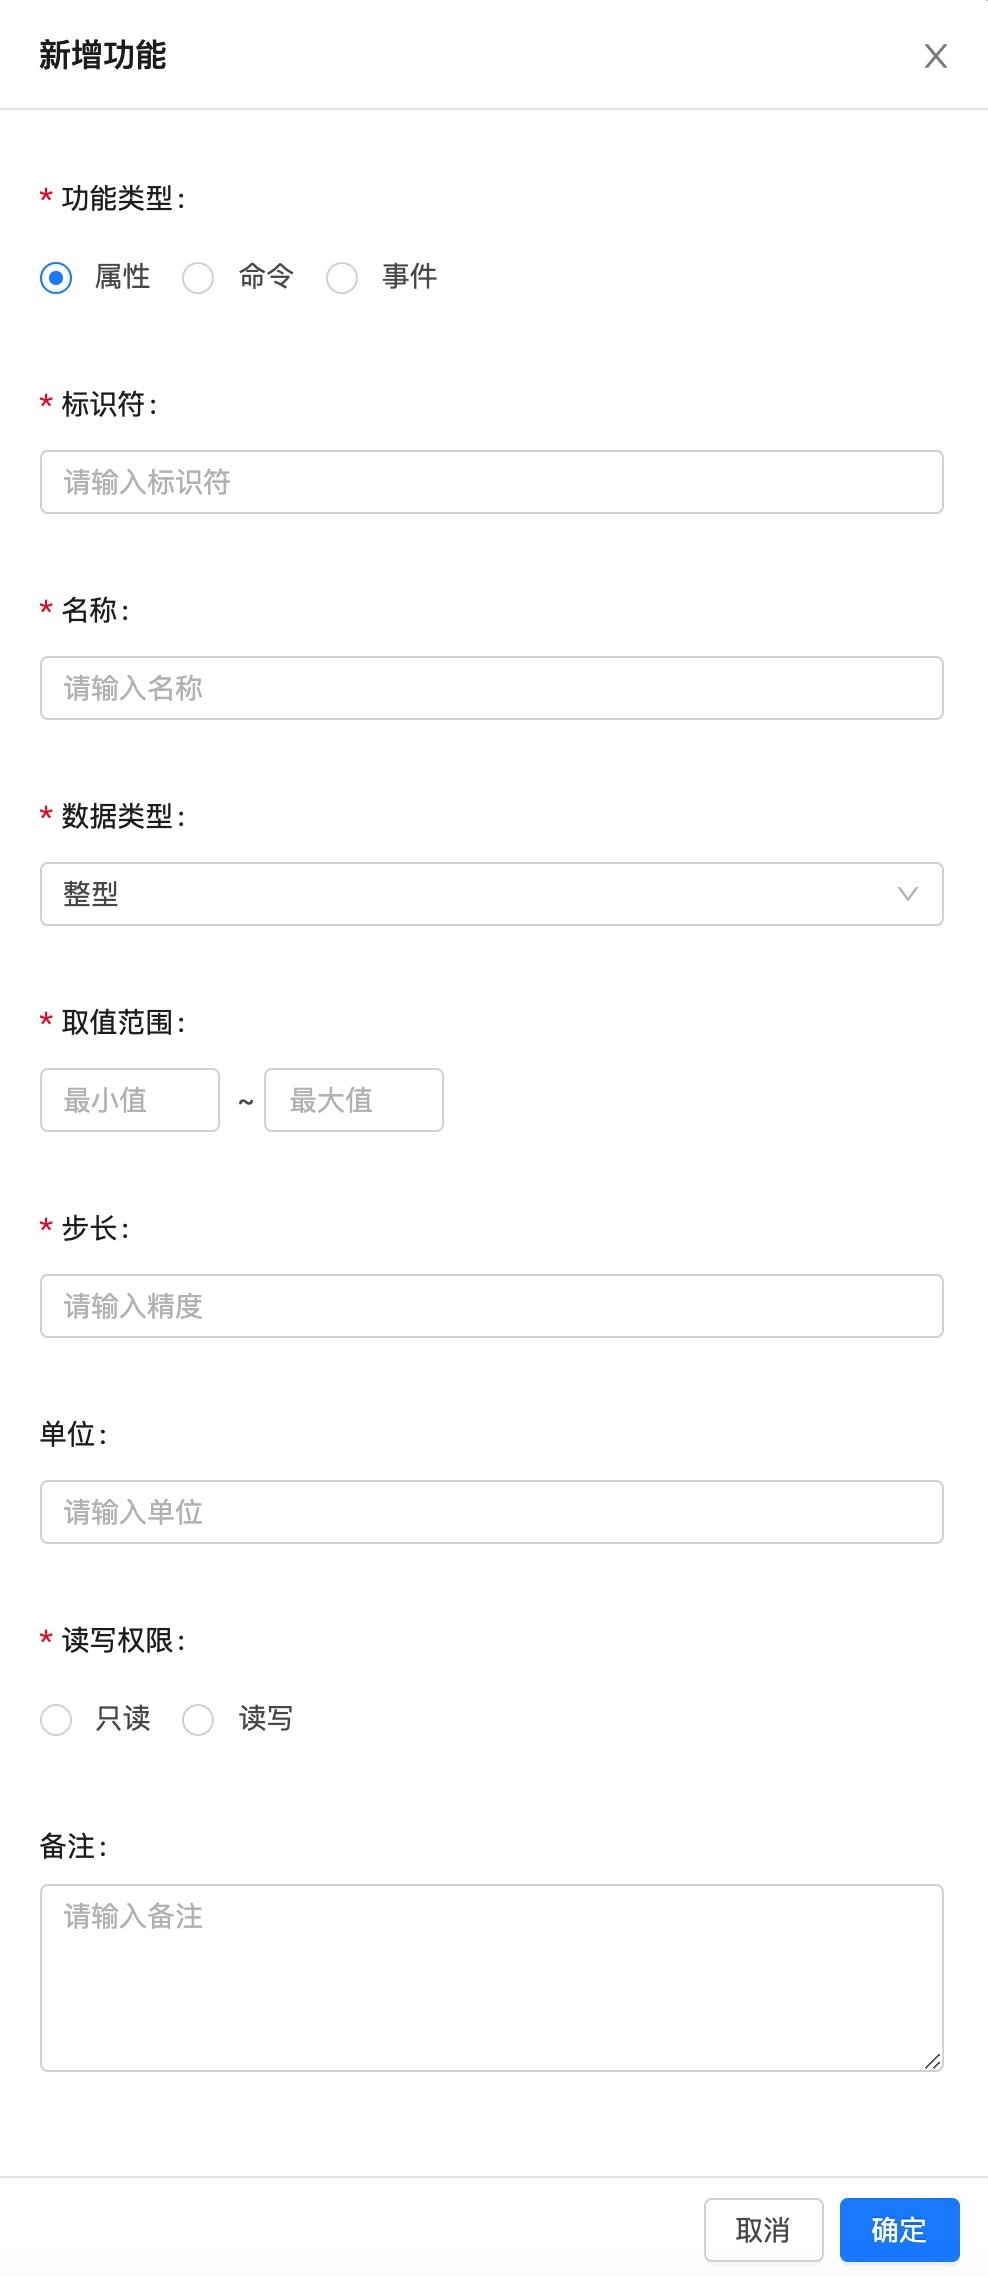 新增功能
* 功能类型:
属性 命令 事件
* 标识符:
请输入标识符
* 名称:
请输入名称
* 数据类型:
整型
* 取值范围:
最小值 ~ 最大值
* 步长:
请输入精度
单位:
请输入单位
* 读写权限:
只读 读写
备注:
请输入备注
取消 确定